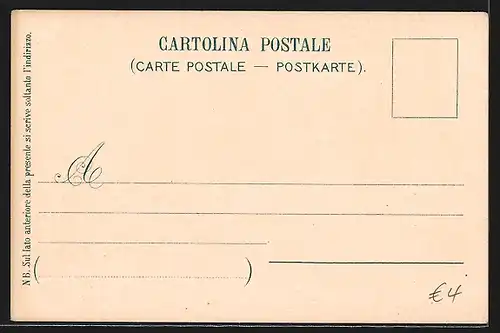 CARTOLINA POSTALE
(CARTE POSTALE — POSTKARTE).
N B. Sul lato anteriore della presente si scrive soltanto l'indirizzo.
A
(                    )
€4